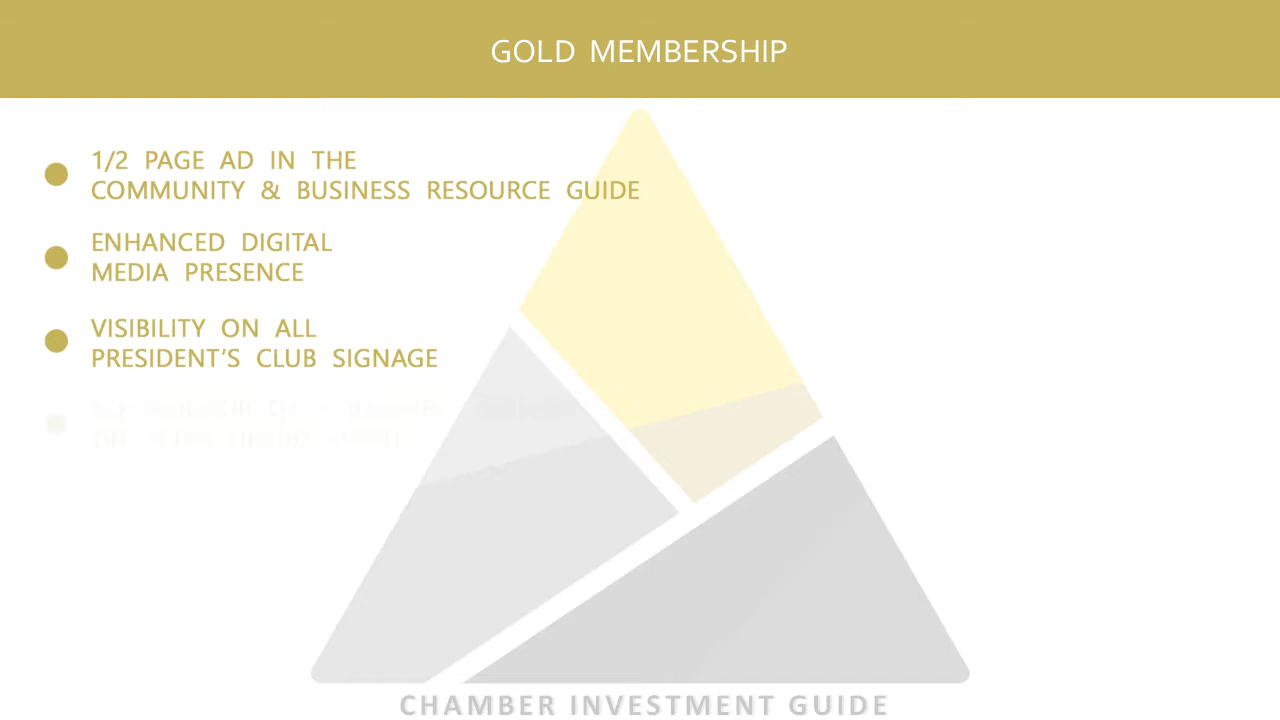 GOLD MEMBERSHIP
1/2 PAGE AD IN THE
COMMUNITY & BUSINESS RESOURCE GUIDE
ENHANCED DIGITAL
MEDIA PRESENCE
VISIBILITY ON ALL
PRESIDENT'S CLUB SIGNAGE
CHAMBER INVESTMENT GUIDE